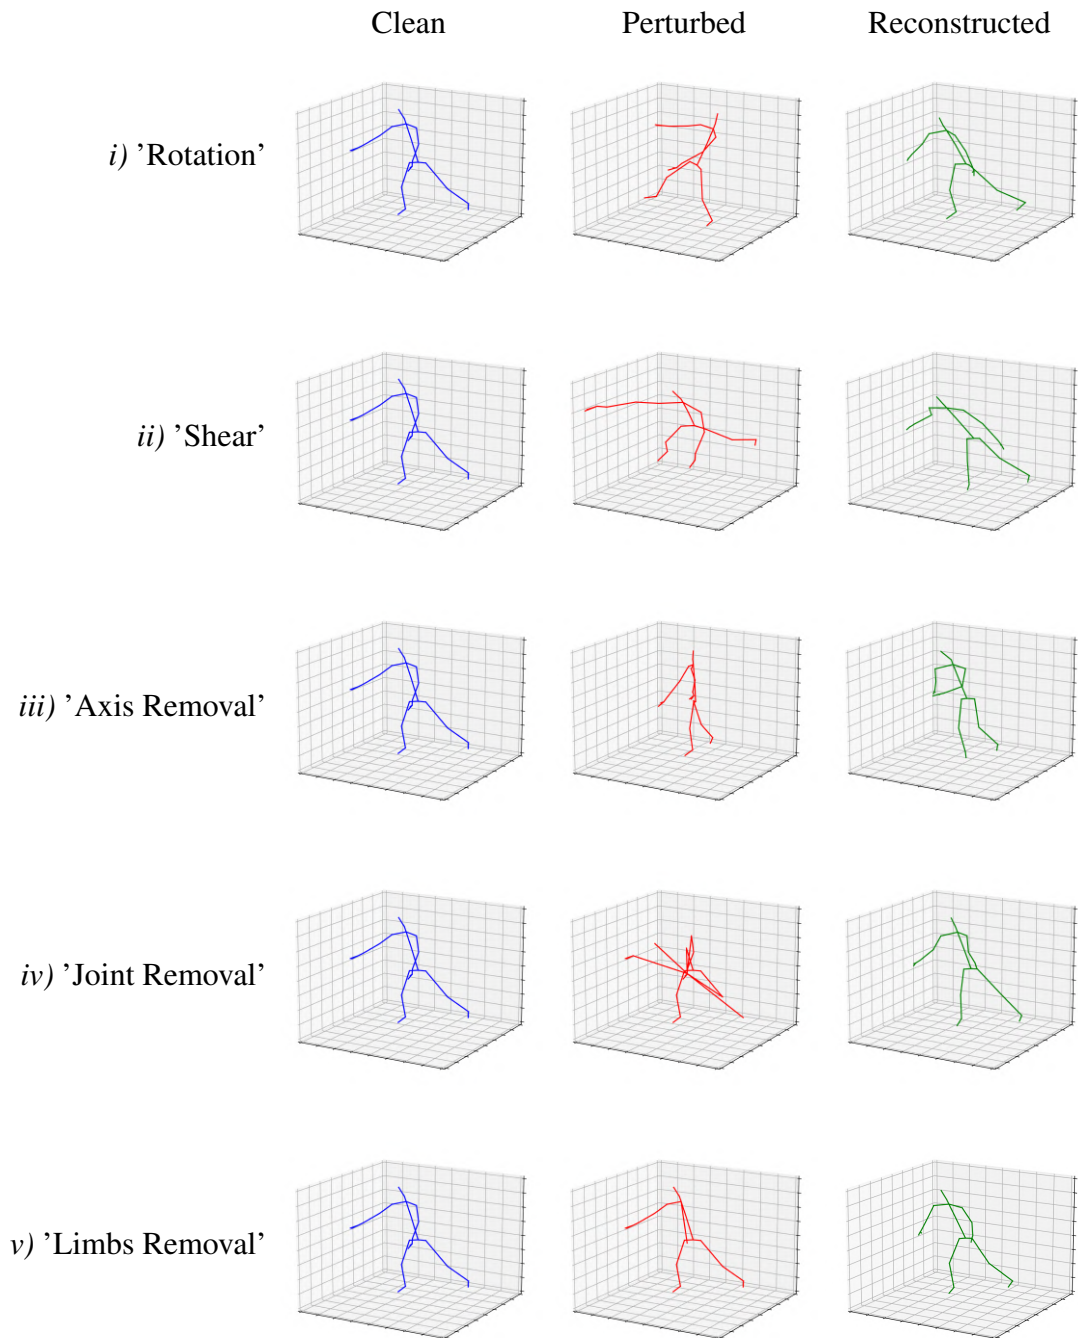 Clean Perturbed Reconstructed
i) 'Rotation'
ii) 'Shear'
iii) 'Axis Removal'
iv) 'Joint Removal'
v) 'Limbs Removal'